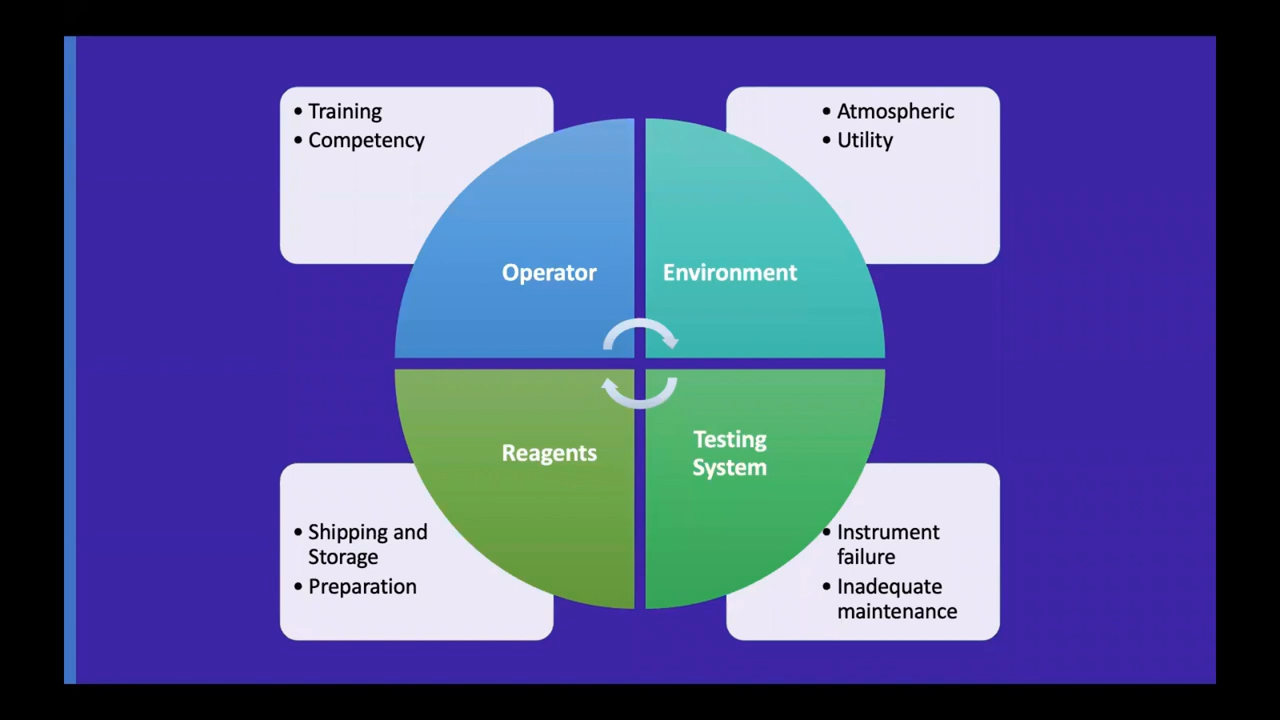 • Training
• Competency
• Atmospheric
• Utility
Operator
Environment
Reagents
Testing
System
• Shipping and
Storage
• Preparation
• Instrument
failure
• Inadequate
maintenance